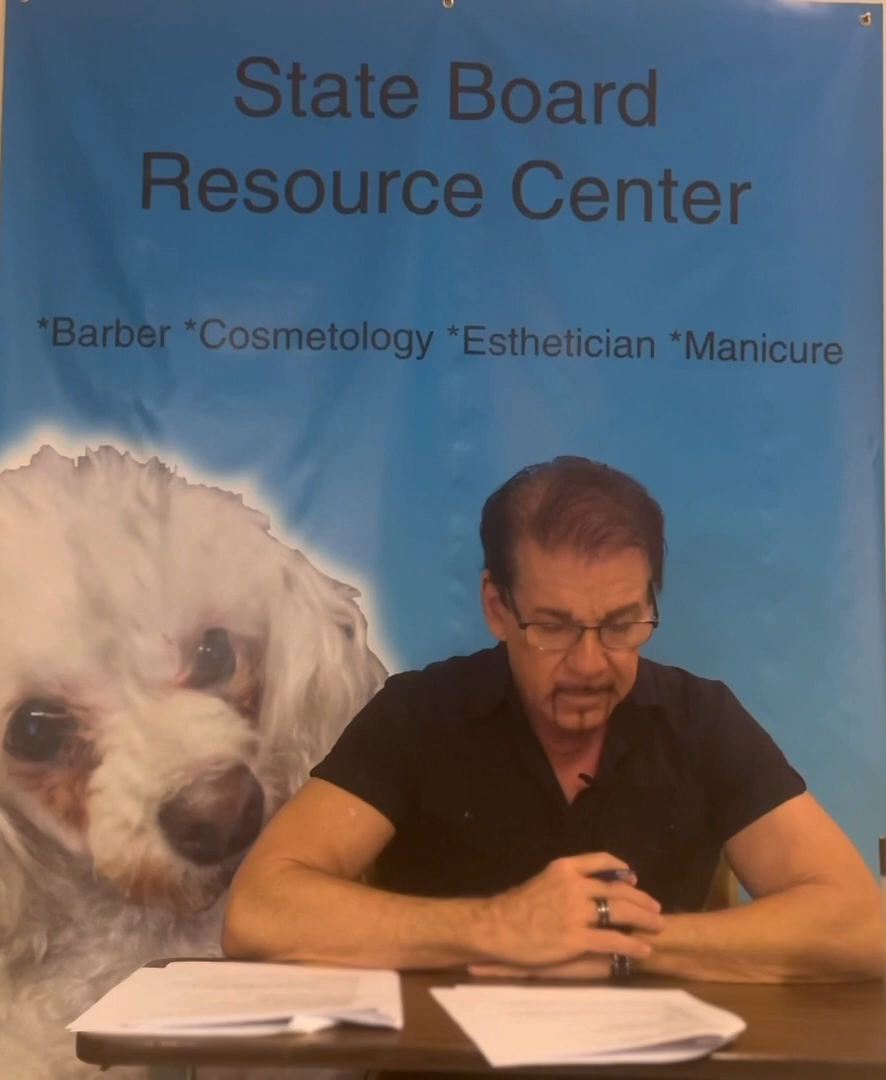 State Board
Resource Center
*Barber *Cosmetology *Esthetician *Manicure